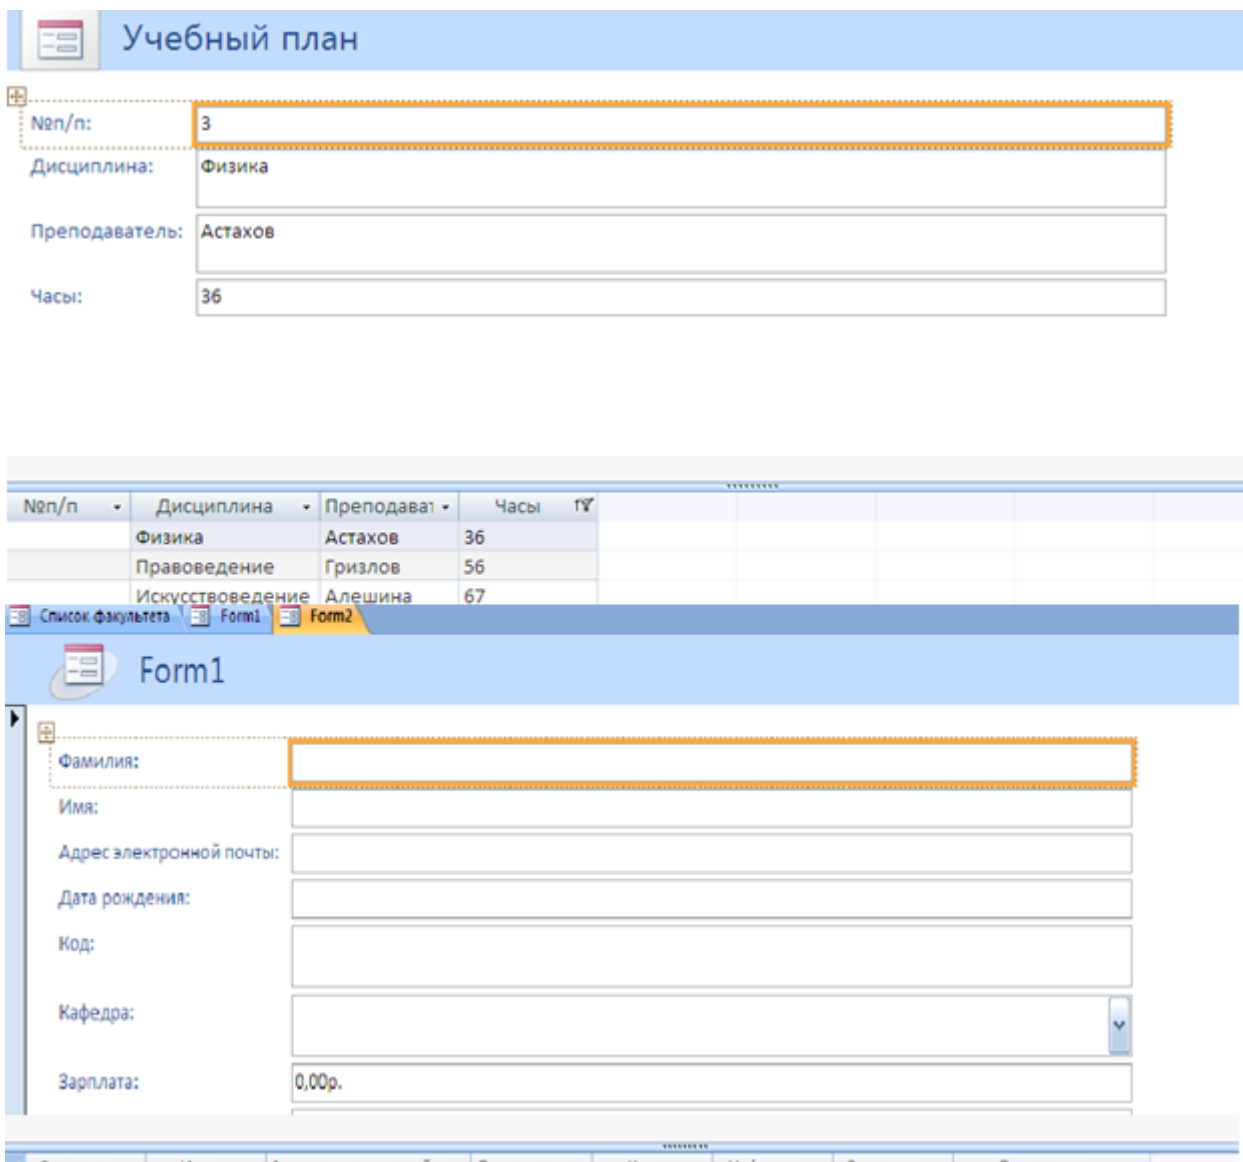 Учебный план
№п/п: 3
Дисциплина: Физика
Преподаватель: Астахов
Часы: 36
№п/п Дисциплина Преподават Часы
Физика Астахов 36
Правоведение Гризлов 56
Искусствоведение Алешина 67
Список факультета Form1 Form2
Form1
Фамилия:
Имя:
Адрес электронной почты:
Дата рождения:
Код:
Кафедра:
Зарплата: 0,00р.